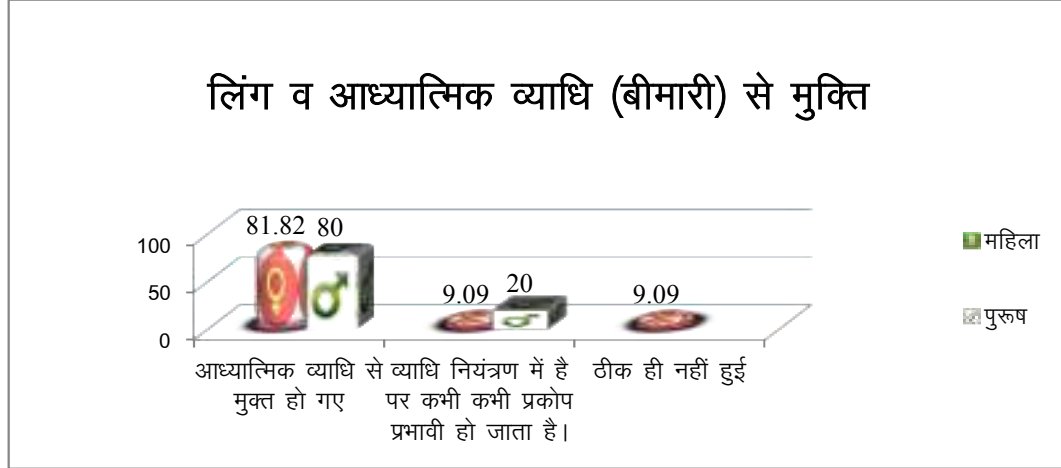 लिंग व आध्यात्मिक व्याधि (बीमारी) से मुक्ति
81.82 80
9.09 20
9.09
100
50
0
आध्यात्मिक व्याधि से
मुक्त हो गए
व्याधि नियंत्रण में है
पर कभी कभी प्रकोप
प्रभावी हो जाता है।
ठीक ही नहीं हुई
महिला
पुरूष